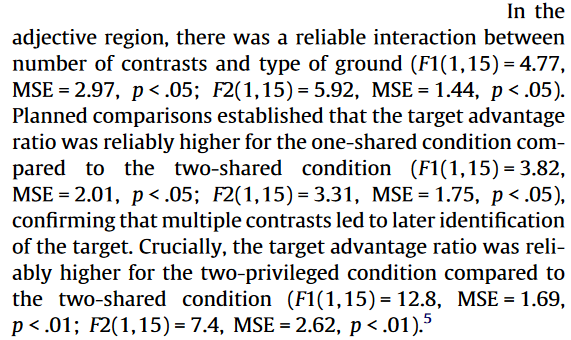 In the
adjective region, there was a reliable interaction between
number of contrasts and type of ground (F1(1,15) = 4.77,
MSE = 2.97, p < .05; F2(1,15) = 5.92, MSE = 1.44, p < .05).
Planned comparisons established that the target advantage
ratio was reliably higher for the one-shared condition com-
pared to the two-shared condition (F1(1,15) = 3.82,
MSE = 2.01, p < .05; F2(1,15) = 3.31, MSE = 1.75, p < .05),
confirming that multiple contrasts led to later identification
of the target. Crucially, the target advantage ratio was reli-
ably higher for the two-privileged condition compared to
the two-shared condition (F1(1,15) = 12.8, MSE = 1.69,
p < .01; F2(1,15) = 7.4, MSE = 2.62, p < .01).⁵